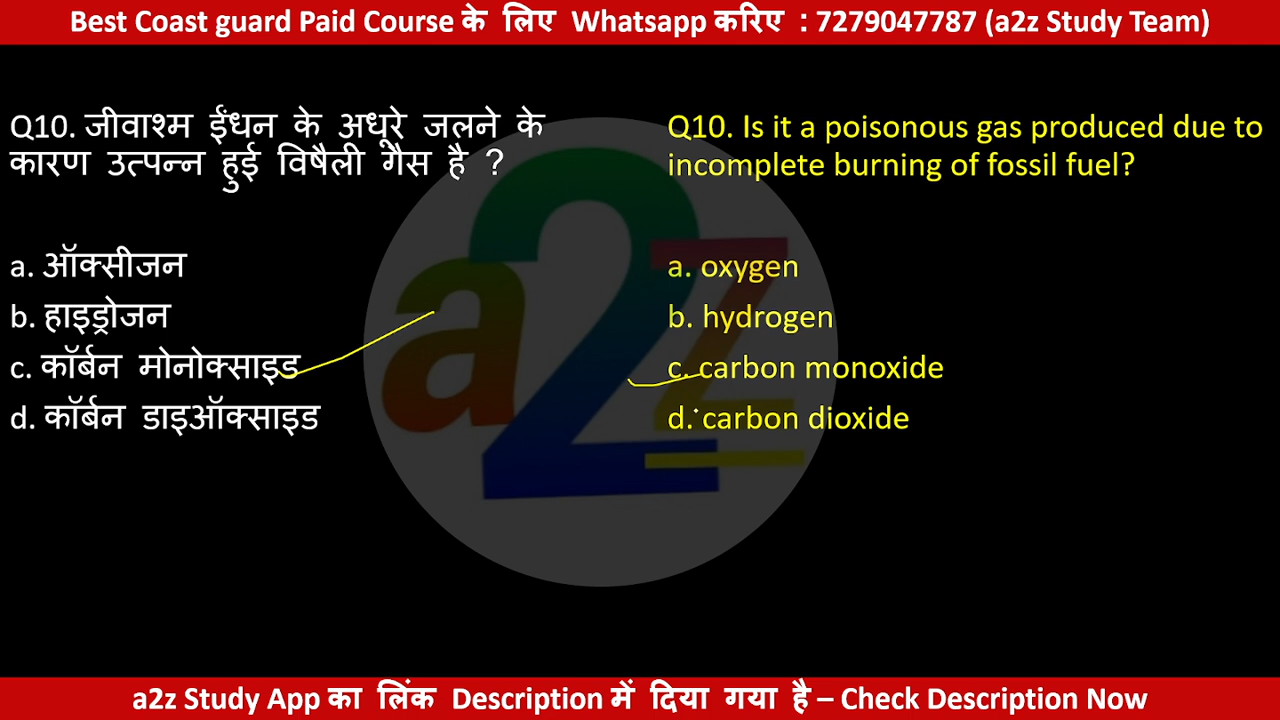 Best Coast guard Paid Course के लिए Whatsapp करिए : 7279047787 (a2z Study Team)
Q10. जीवाश्म ईंधन के अधूरे जलने के
कारण उत्पन्न हुई विषैली गैस है ?
a. ऑक्सीजन
b. हाइड्रोजन
c. कॉर्बन मोनोक्साइड
d. कॉर्बन डाइऑक्साइड
Q10. Is it a poisonous gas produced due to
incomplete burning of fossil fuel?
a. oxygen
b. hydrogen
c. carbon monoxide
d. carbon dioxide
a2z
a2z Study App का लिंक Description में दिया गया है – Check Description Now